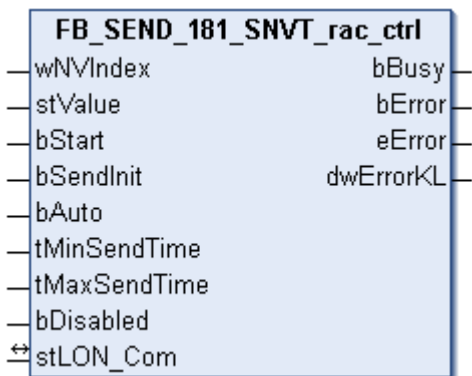 FB_SEND_181_SNVT_rac_ctrl
wNVIndex bBusy
stValue bError
bStart eError
bSendInit dwErrorKL
bAuto
tMinSendTime
tMaxSendTime
bDisabled
stLON_Com